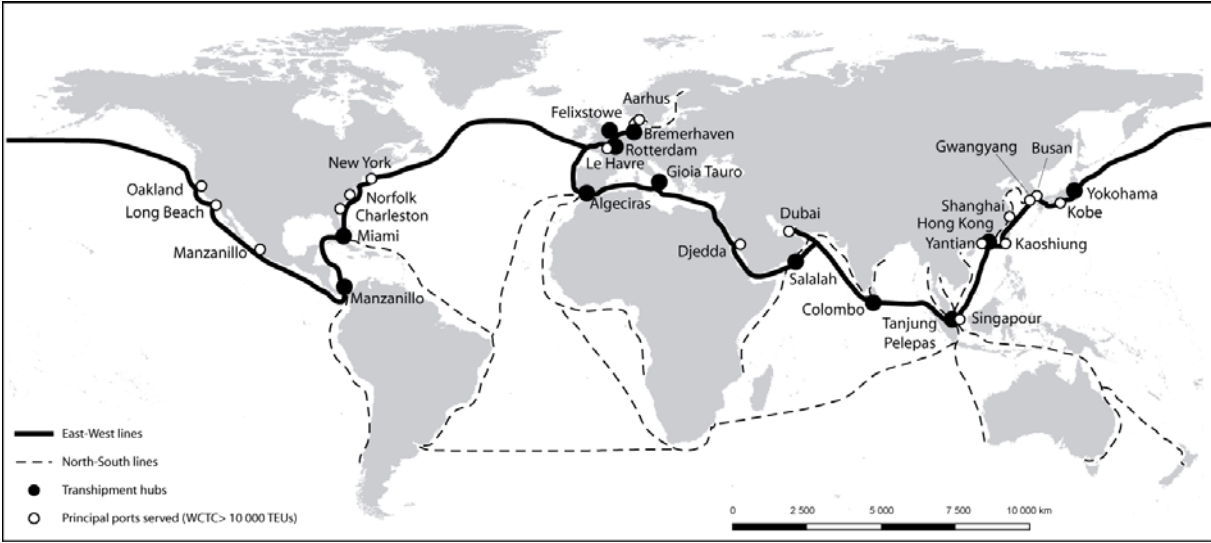 Aarhus
Felixstowe
Bremerhaven
Rotterdam
Le Havre
Gioia Tauro
Algeciras
New York
Norfolk
Charleston
Miami
Oakland
Long Beach
Manzanillo
Manzanillo
Djedda
Dubai
Salalah
Colombo
Tanjung
Pelepas
Singapour
Gwangyang
Busan
Yokohama
Kobe
Shanghai
Hong Kong
Yantian
Kaoshiung
East-West lines
North-South lines
Transhipment hubs
Principal ports served (WCTC> 10 000 TEUs)
0 2 500 5 000 7 500 10 000 km